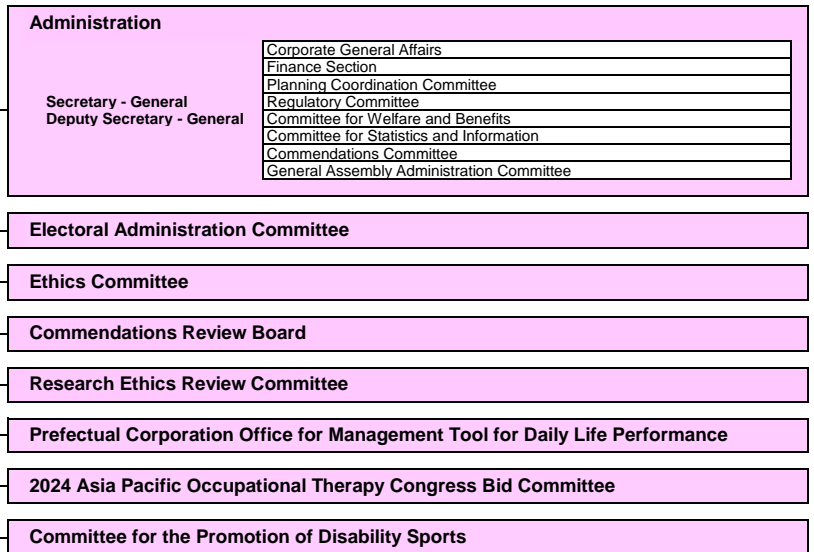 Administration
Corporate General Affairs
Finance Section
Planning Coordination Committee
Secretary - General
Regulatory Committee
Deputy Secretary - General
Committee for Welfare and Benefits
Committee for Statistics and Information
Commendations Committee
General Assembly Administration Committee
Electoral Administration Committee
Ethics Committee
Commendations Review Board
Research Ethics Review Committee
Prefectual Corporation Office for Management Tool for Daily Life Performance
2024 Asia Pacific Occupational Therapy Congress Bid Committee
Committee for the Promotion of Disability Sports